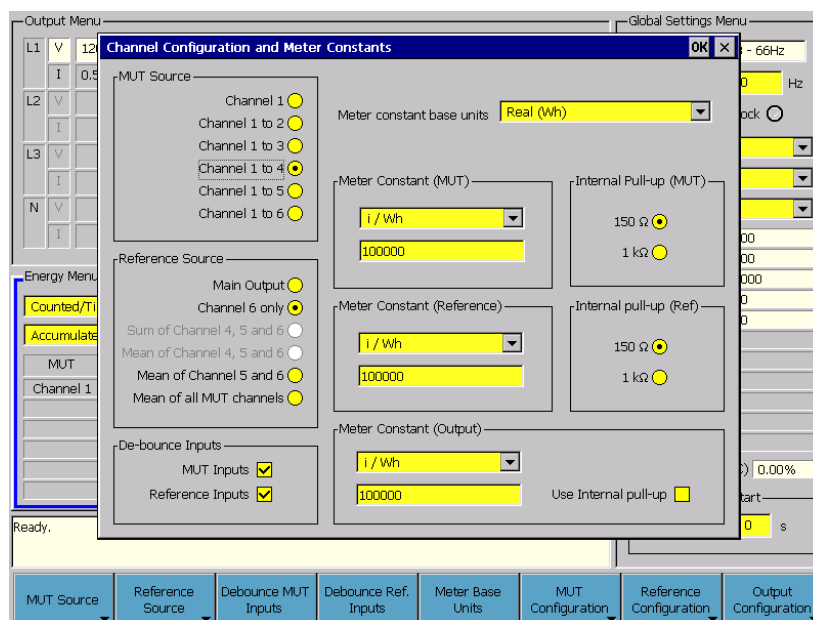 Output Menu
Global Settings Menu
L1 V 120
I 0.5
L2 V
I
L3 V
I
N V
I
- 66Hz
0 Hz
ock
00
00
000
0
0
) 0.00%
tart
0 s
Energy Menu
Counted/Ti
Accumulate
MUT
Channel 1
Ready.
Channel Configuration and Meter Constants OK ×
MUT Source
Channel 1
Channel 1 to 2
Channel 1 to 3
Channel 1 to 4
Channel 1 to 5
Channel 1 to 6
Meter constant base units Real (Wh)
Meter Constant (MUT)
i / Wh
100000
Internal Pull-up (MUT)
150 Ω
1 kΩ
Reference Source
Main Output
Channel 6 only
Sum of Channel 4, 5 and 6
Mean of Channel 4, 5 and 6
Mean of Channel 5 and 6
Mean of all MUT channels
Meter Constant (Reference)
i / Wh
100000
Internal pull-up (Ref)
150 Ω
1 kΩ
De-bounce Inputs
MUT Inputs
Reference Inputs
Meter Constant (Output)
i / Wh
100000
Use Internal pull-up
MUT Source
Reference
Source
Debounce MUT
Inputs
Debounce Ref.
Inputs
Meter Base
Units
MUT
Configuration
Reference
Configuration
Output
Configuration